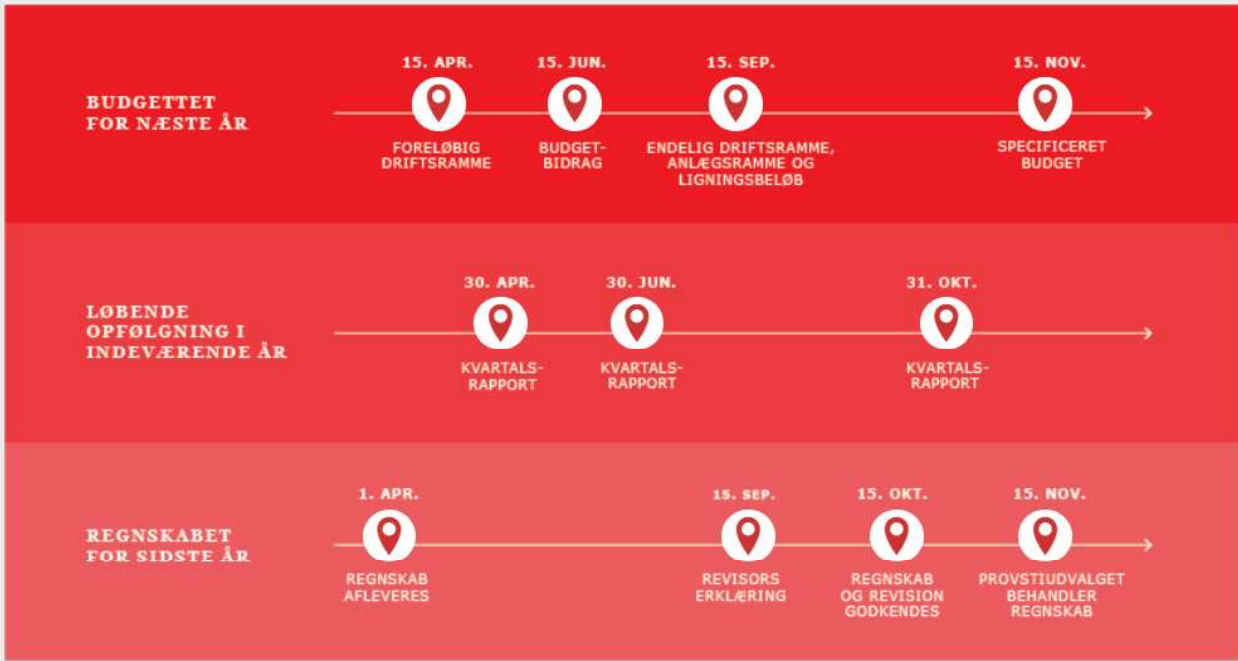 BUDGETTET
FOR NÆSTE ÅR
15. APR.
FORELØBIG
DRIFTSRAMME
15. JUN.
BUDGET-
BIDRAG
15. SEP.
ENDELIG DRIFTSRAMME,
ANLÆGSRAMME OG
LIGNINGSBELØB
15. NOV.
SPECIFICERET
BUDGET
LØBENDE
OPFØLGNING I
INDEVÆRENDE ÅR
30. APR.
KVARTALS-
RAPPORT
30. JUN.
KVARTALS-
RAPPORT
31. OKT.
KVARTALS-
RAPPORT
REGNSKABET
FOR SIDSTE ÅR
1. APR.
REGNSKAB
AFLEVERES
15. SEP.
REVISORS
ERKLÆRING
15. OKT.
REGNSKAB
OG REVISION
GODKENDES
15. NOV.
PROVSTIUDVALGET
BEHANDLER
REGNSKAB